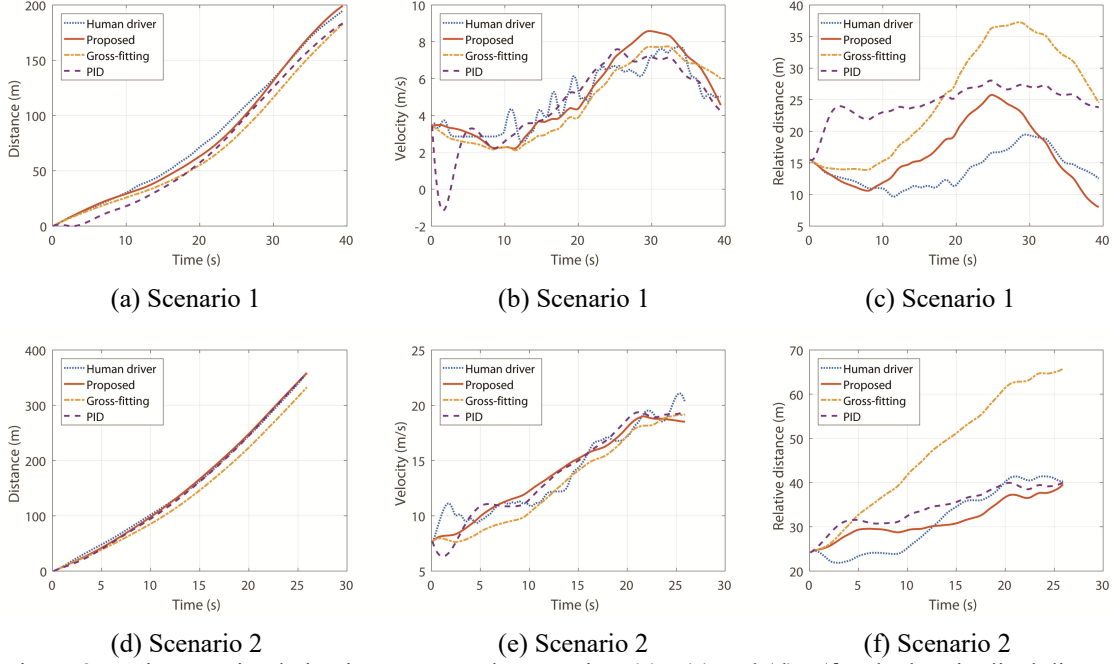 200
150
100
50
0
0 10 20 30 40
Distance (m)
Time (s)
Human driver
Proposed
Gross-fitting
PID
(a) Scenario 1
10
8
6
4
2
0
-2
0 10 20 30 40
Velocity (m/s)
Time (s)
Human driver
Proposed
Gross-fitting
PID
(b) Scenario 1
40
35
30
25
20
15
10
5
0 10 20 30 40
Relative distance (m)
Time (s)
Human driver
Proposed
Gross-fitting
PID
(c) Scenario 1
400
300
200
100
0
0 5 10 15 20 25 30
Distance (m)
Time (s)
Human driver
Proposed
Gross-fitting
PID
(d) Scenario 2
25
20
15
10
5
0 5 10 15 20 25 30
Velocity (m/s)
Time (s)
Human driver
Proposed
Gross-fitting
PID
(e) Scenario 2
70
60
50
40
30
20
0 5 10 15 20 25 30
Relative distance (m)
Time (s)
Human driver
Proposed
Gross-fitting
PID
(f) Scenario 2